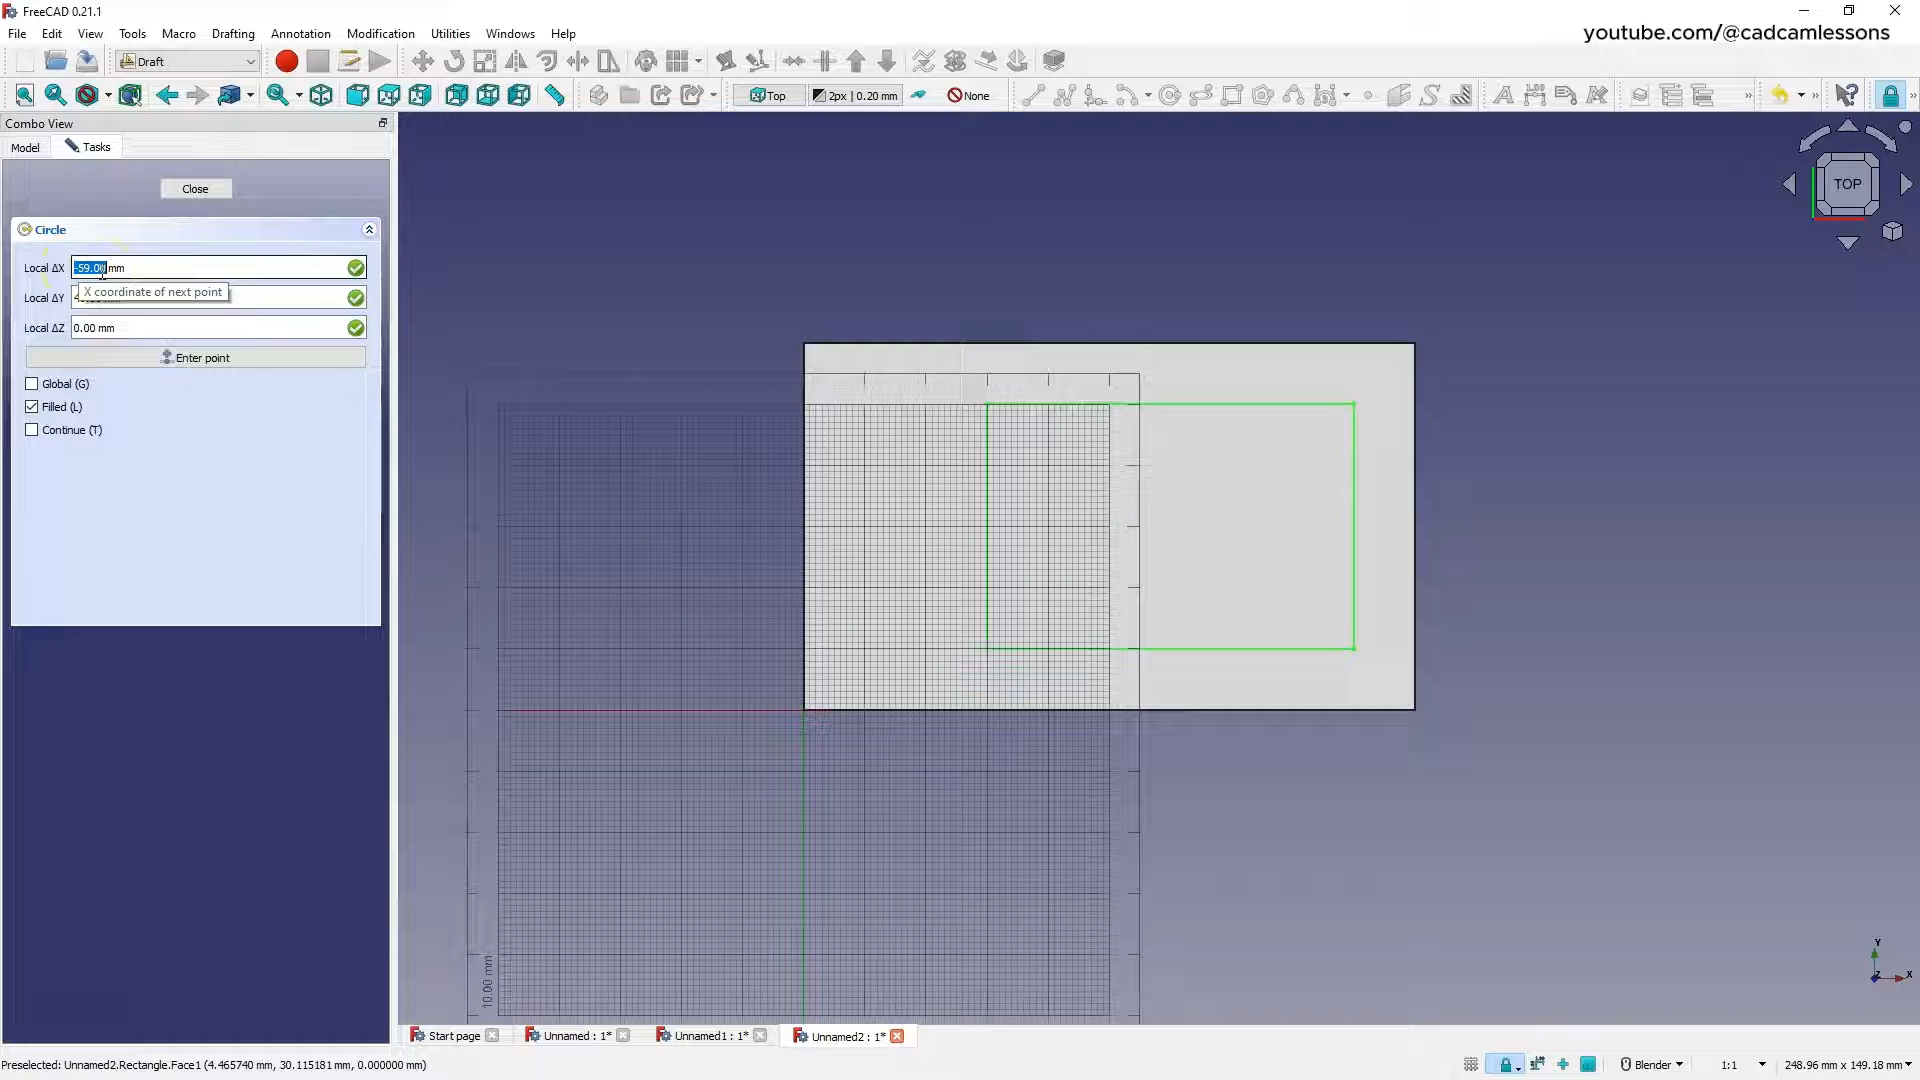 FreeCAD 0.21.1
File Edit View Tools Macro Drafting Annotation Modification Utilities Windows Help
youtube.com/@cadcamlessons
Draft
Top 2px | 0.20 mm None
Combo View
Model Tasks
Close
Circle
Local ΔX -59.00 mm
X coordinate of next point
Local ΔY
Local ΔZ 0.00 mm
Enter point
Global (G)
Filled (L)
Continue (T)
TOP
Y
Z X
10.00 mm
Start page Unnamed : 1* Unnamed1 : 1* Unnamed2 : 1*
Preselected: Unnamed2.Rectangle.Face1 (4.465740 mm, 30.115181 mm, 0.000000 mm)
Blender 1:1 248.96 mm x 149.18 mm